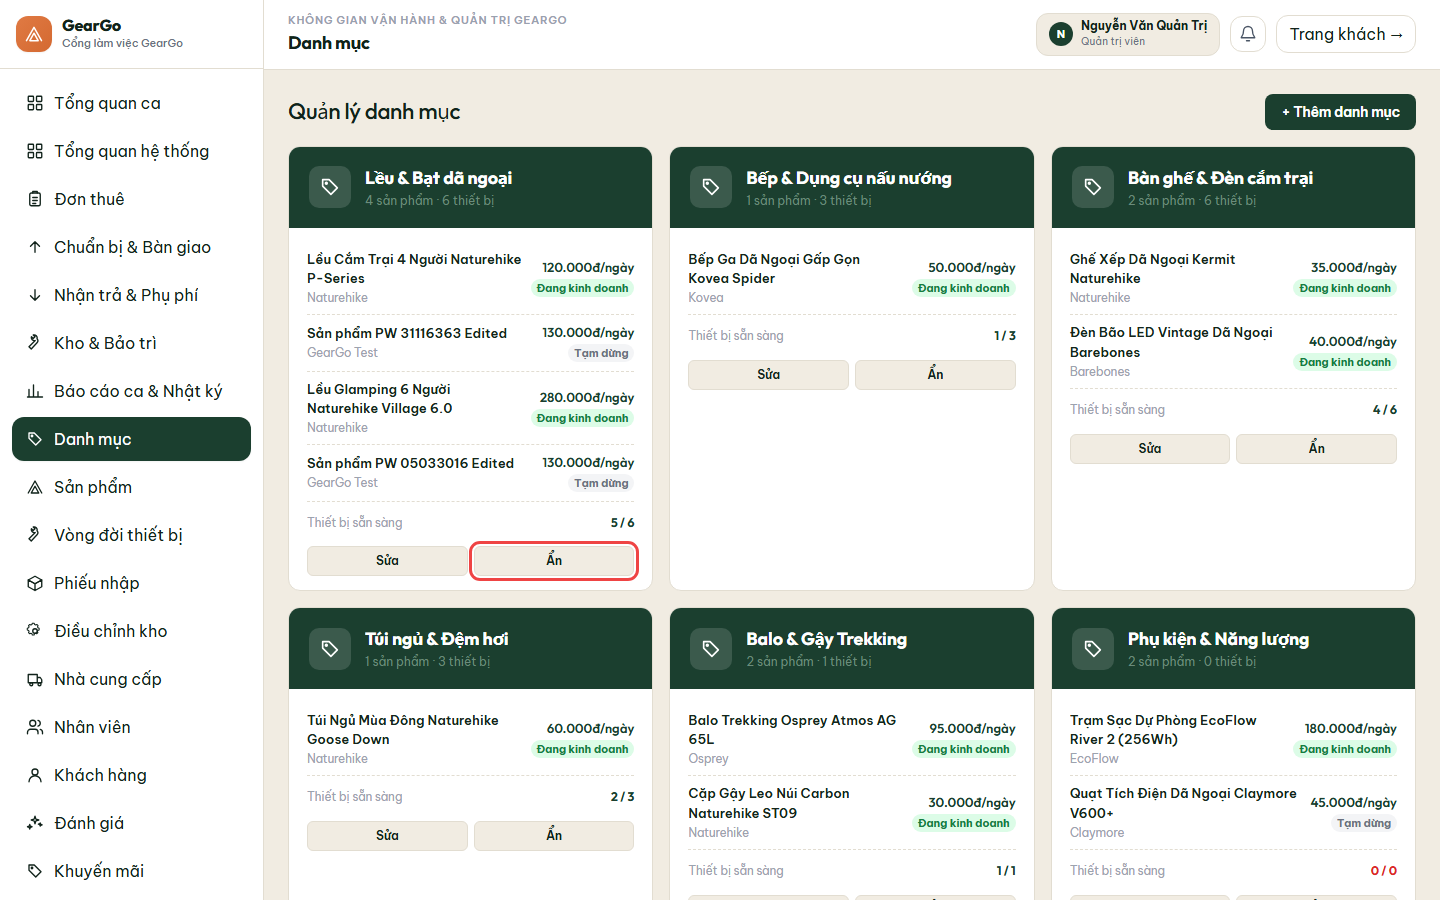 GearGo
Cổng làm việc GearGo
KHÔNG GIAN VẬN HÀNH & QUẢN TRỊ GEARGO
Danh mục
N
Nguyễn Văn Quản Trị
Quản trị viên
Trang khách →
Tổng quan ca
Tổng quan hệ thống
Đơn thuê
Chuẩn bị & Bàn giao
Nhận trả & Phụ phí
Kho & Bảo trì
Báo cáo ca & Nhật ký
Danh mục
Sản phẩm
Vòng đời thiết bị
Phiếu nhập
Điều chỉnh kho
Nhà cung cấp
Nhân viên
Khách hàng
Đánh giá
Khuyến mãi
Quản lý danh mục
+ Thêm danh mục
Lều & Bạt dã ngoại
4 sản phẩm · 6 thiết bị
Lều Cắm Trại 4 Người Naturehike
P-Series
Naturehike
120.000đ/ngày
Đang kinh doanh
Sản phẩm PW 31116363 Edited
GearGo Test
130.000đ/ngày
Tạm dừng
Lều Glamping 6 Người
Naturehike Village 6.0
Naturehike
280.000đ/ngày
Đang kinh doanh
Sản phẩm PW 05033016 Edited
GearGo Test
130.000đ/ngày
Tạm dừng
Thiết bị sẵn sàng
5 / 6
Sửa
Ẩn
Bếp & Dụng cụ nấu nướng
1 sản phẩm · 3 thiết bị
Bếp Ga Dã Ngoại Gấp Gọn
Kovea Spider
Kovea
50.000đ/ngày
Đang kinh doanh
Thiết bị sẵn sàng
1 / 3
Sửa
Ẩn
Bàn ghế & Đèn cắm trại
2 sản phẩm · 6 thiết bị
Ghế Xếp Dã Ngoại Kermit
Naturehike
Naturehike
35.000đ/ngày
Đang kinh doanh
Đèn Bão LED Vintage Dã Ngoại
Barebones
Barebones
40.000đ/ngày
Đang kinh doanh
Thiết bị sẵn sàng
4 / 6
Sửa
Ẩn
Túi ngủ & Đệm hơi
1 sản phẩm · 3 thiết bị
Túi Ngủ Mùa Đông Naturehike
Goose Down
Naturehike
60.000đ/ngày
Đang kinh doanh
Thiết bị sẵn sàng
2 / 3
Sửa
Ẩn
Balo & Gậy Trekking
2 sản phẩm · 1 thiết bị
Balo Trekking Osprey Atmos AG
65L
Osprey
95.000đ/ngày
Đang kinh doanh
Cặp Gậy Leo Núi Carbon
Naturehike ST09
Naturehike
30.000đ/ngày
Đang kinh doanh
Thiết bị sẵn sàng
1 / 1
Phụ kiện & Năng lượng
2 sản phẩm · 0 thiết bị
Trạm Sạc Dự Phòng EcoFlow
River 2 (256Wh)
EcoFlow
180.000đ/ngày
Đang kinh doanh
Quạt Tích Điện Dã Ngoại Claymore
V600+
Claymore
45.000đ/ngày
Tạm dừng
Thiết bị sẵn sàng
0 / 0